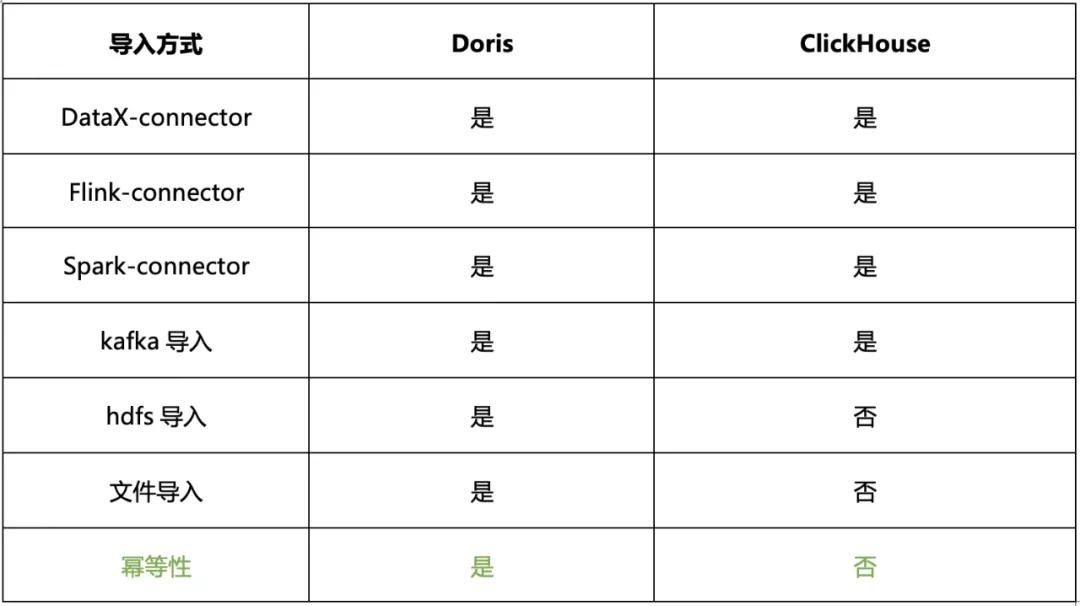 导入方式 Doris ClickHouse
DataX-connector 是 是
Flink-connector 是 是
Spark-connector 是 是
kafka 导入 是 是
hdfs 导入 是 否
文件导入 是 否
幂等性 是 否